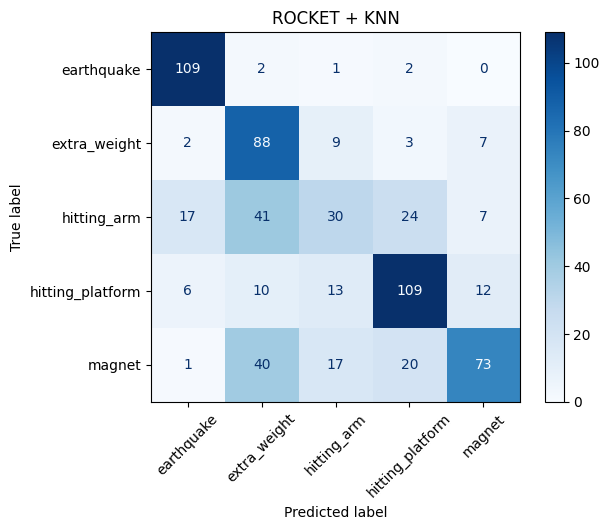 ROCKET + KNN
True label
earthquake 109 2 1 2 0
extra_weight 2 88 9 3 7
hitting_arm 17 41 30 24 7
hitting_platform 6 10 13 109 12
magnet 1 40 17 20 73
earthquake extra_weight hitting_arm hitting_platform magnet
Predicted label
100
80
60
40
20
0